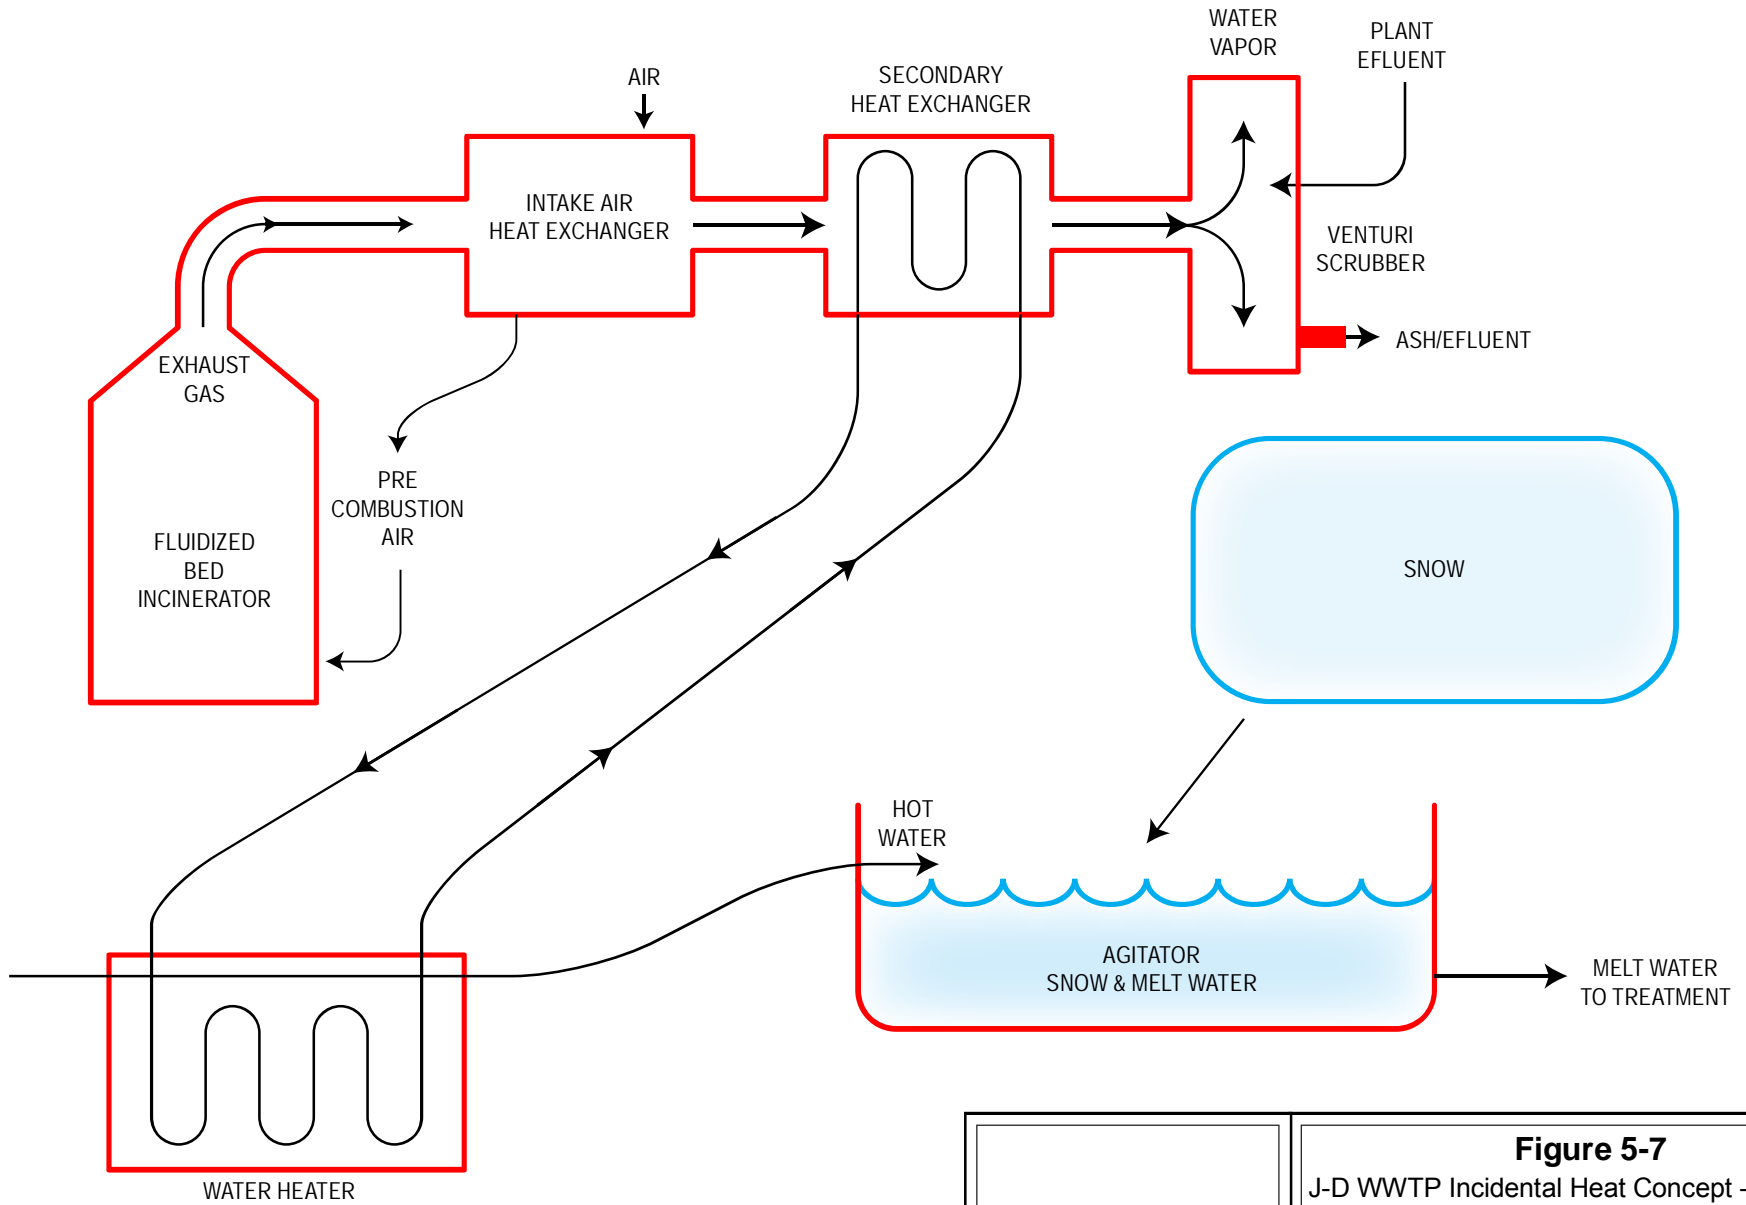 WATER
VAPOR
PLANT
EFLUENT
AIR
SECONDARY
HEAT EXCHANGER
INTAKE AIR
HEAT EXCHANGER
VENTURI
SCRUBBER
ASH/EFLUENT
EXHAUST
GAS
PRE
COMBUSTION
AIR
FLUIDIZED
BED
INCINERATOR
SNOW
HOT
WATER
AGITATOR
SNOW & MELT WATER
MELT WATER
TO TREATMENT
WATER HEATER
Figure 5-7
J-D WWTP Incidental Heat Concept -